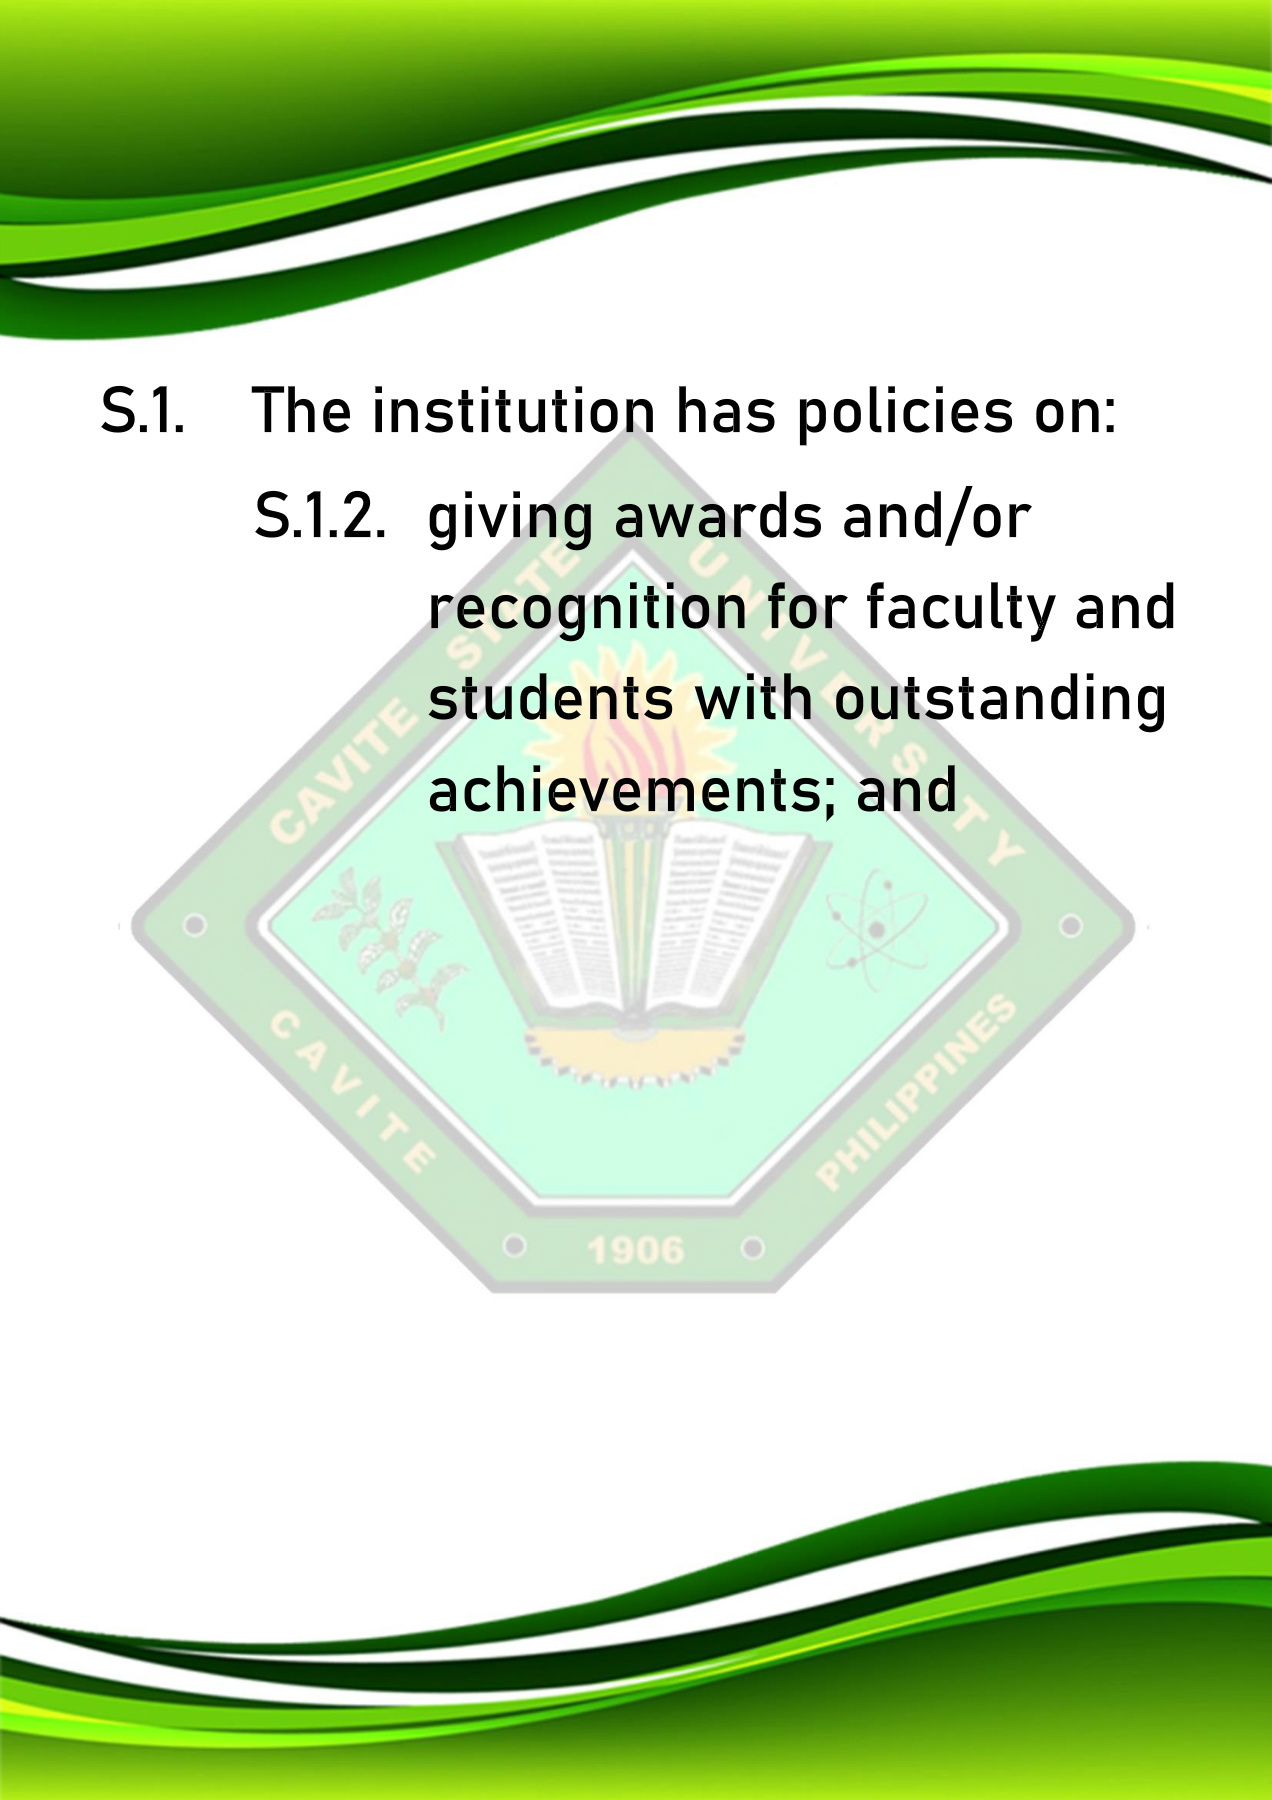 S.1. The institution has policies on:
S.1.2. giving awards and/or
recognition for faculty and
students with outstanding
achievements; and
CAVITE STATE UNIVERSITY
CAVITE
PHILIPPINES
1906